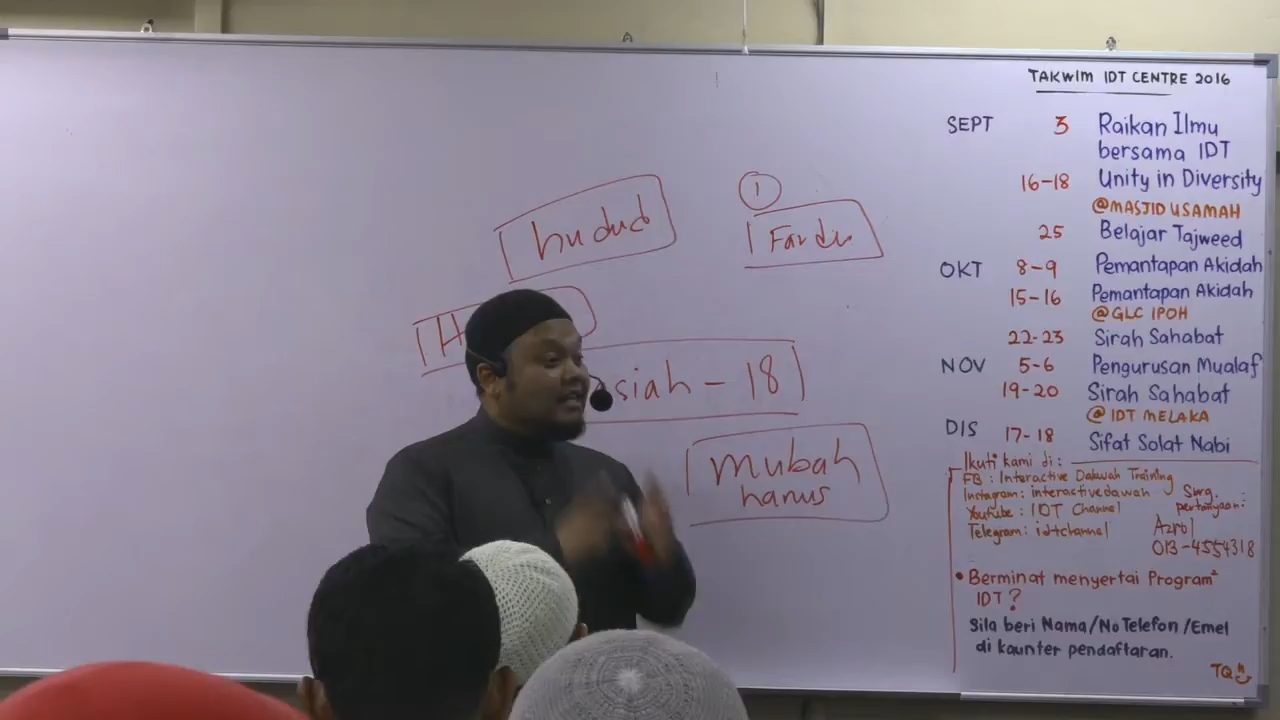 hudud
1
Fardu
siah - 18
mubah
harus
TAKWIM IDT CENTRE 2016
SEPT 3 Raikan Ilmu
bersama IDT
16-18 Unity in Diversity
@MASJID USAMAH
25 Belajar Tajweed
OKT 8-9 Pemantapan Akidah
15-16 Pemantapan Akidah
@GLC IPOH
22-23 Sirah Sahabat
NOV 5-6 Pengurusan Mualaf
19-20 Sirah Sahabat
@IDT MELAKA
DIS 17-18 Sifat Solat Nabi
Ikuti kami di:
FB: Interactive Dakwah Training
Instagram: interactivedawah
Youtube: IDT Channel
Telegram: idtchannel
Swrg.
pertanyaan:
Azrol
013-4554318
• Berminat menyertai Program²
IDT?
Sila beri Nama/No Telefon/Emel
di kaunter pendaftaran.
TQ